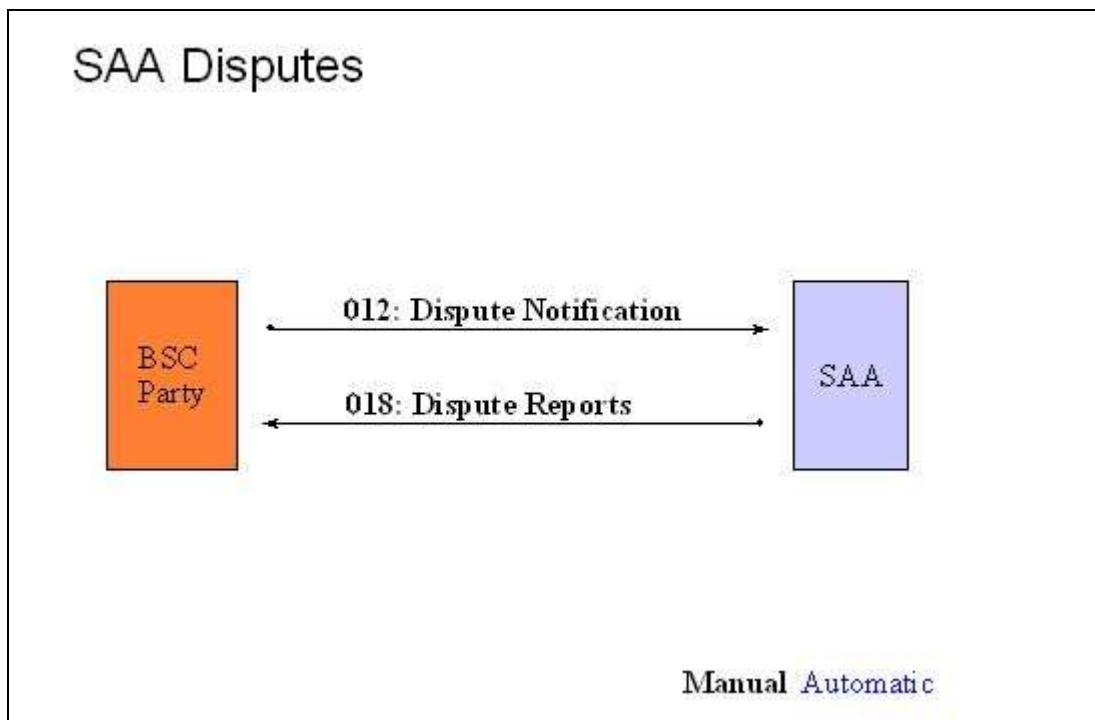 SAA Disputes
012: Dispute Notification
BSC
Party
SAA
018: Dispute Reports
Manual Automatic